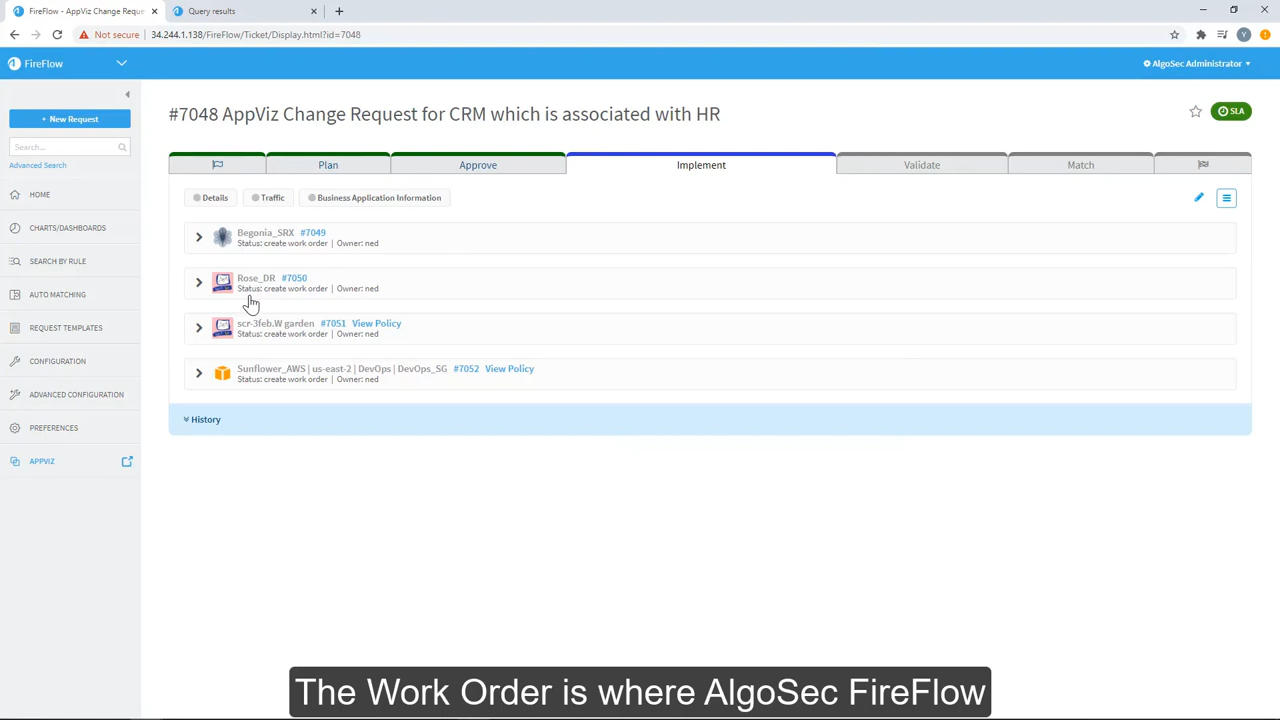 FireFlow - AppViz Change Reque
Query results
Not secure
34.244.1.138/FireFlow/Ticket/Display.html?id=7048
Y
FireFlow
AlgoSec Administrator
+ New Request
Search...
Advanced Search
HOME
CHARTS/DASHBOARDS
SEARCH BY RULE
AUTO MATCHING
REQUEST TEMPLATES
CONFIGURATION
ADVANCED CONFIGURATION
PREFERENCES
APPVIZ
#7048 AppViz Change Request for CRM which is associated with HR
SLA
Plan
Approve
Implement
Validate
Match
Details
Traffic
Business Application Information
Begonia_SRX #7049
Status: create work order | Owner: ned
Rose_DR #7050
Status: create work order | Owner: ned
scr-3feb.W garden #7051 View Policy
Status: create work order | Owner: ned
Sunflower_AWS | us-east-2 | DevOps | DevOps_SG #7052 View Policy
Status: create work order | Owner: ned
History
The Work Order is where AlgoSec FireFlow